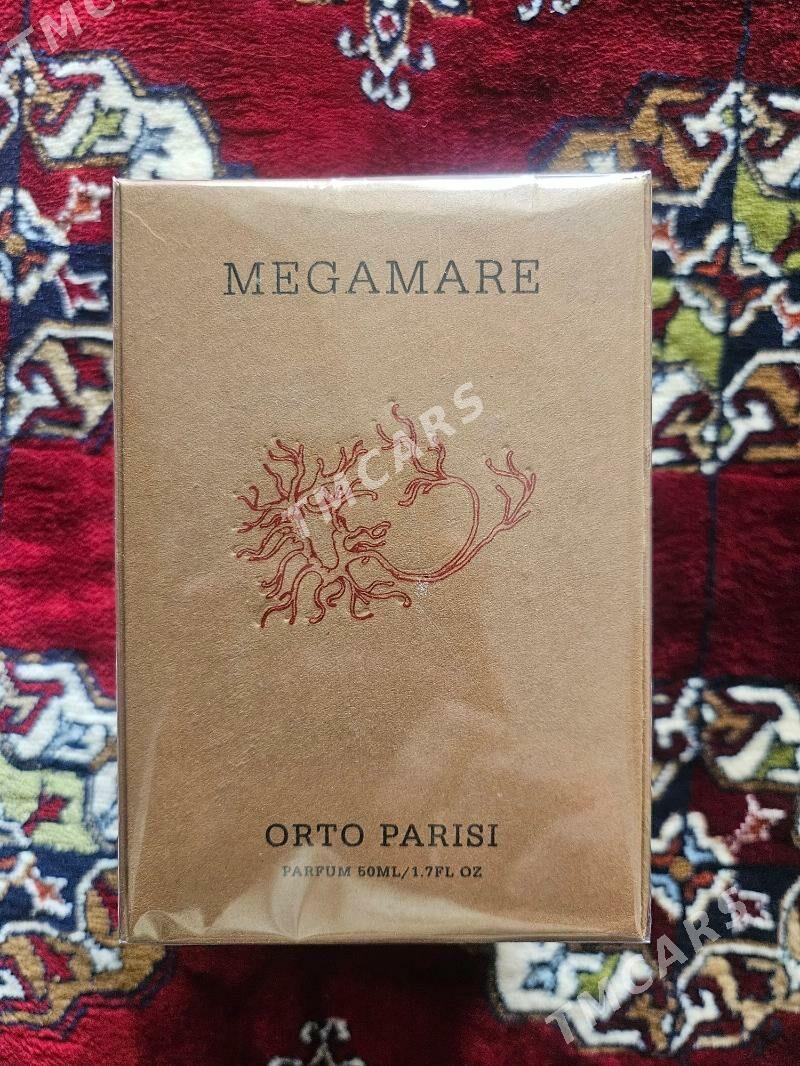 TMCARS
MEGAMARE
TMCARS
ORTO PARISI
PARFUM 50ML/1.7FL OZ
TMCARS